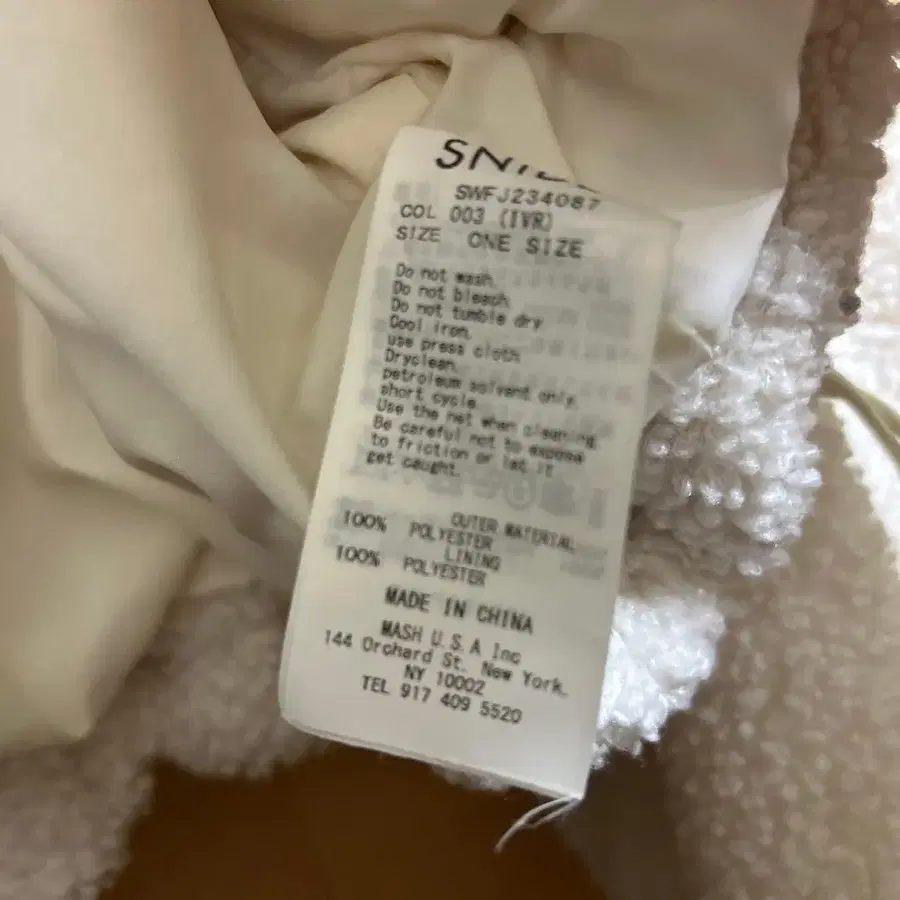 SNI
SWFJ234087
COL 003 (IVR)
SIZE ONE SIZE
Do not wash.
Do not bleach
Do not tumble dry
Cool iron.
use press cloth
Dryclean.
petroleum solvent only.
short cycle
Use the net when cleaning.
Be careful not to expose
to friction or let it
get caught.
OUTER MATERIAL
100% POLYESTER
LINING
100% POLYESTER
MADE IN CHINA
MASH U.S.A Inc
144 Orchard St. New York.
NY 10002
TEL 917 409 5520